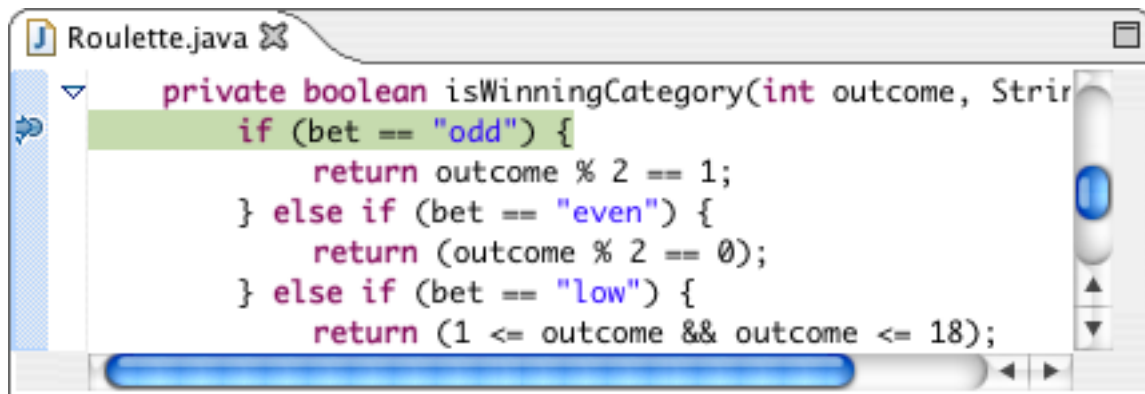 Roulette.java
private boolean isWinningCategory(int outcome, Strin
if (bet == "odd") {
return outcome % 2 == 1;
} else if (bet == "even") {
return (outcome % 2 == 0);
} else if (bet == "low") {
return (1 <= outcome && outcome <= 18);